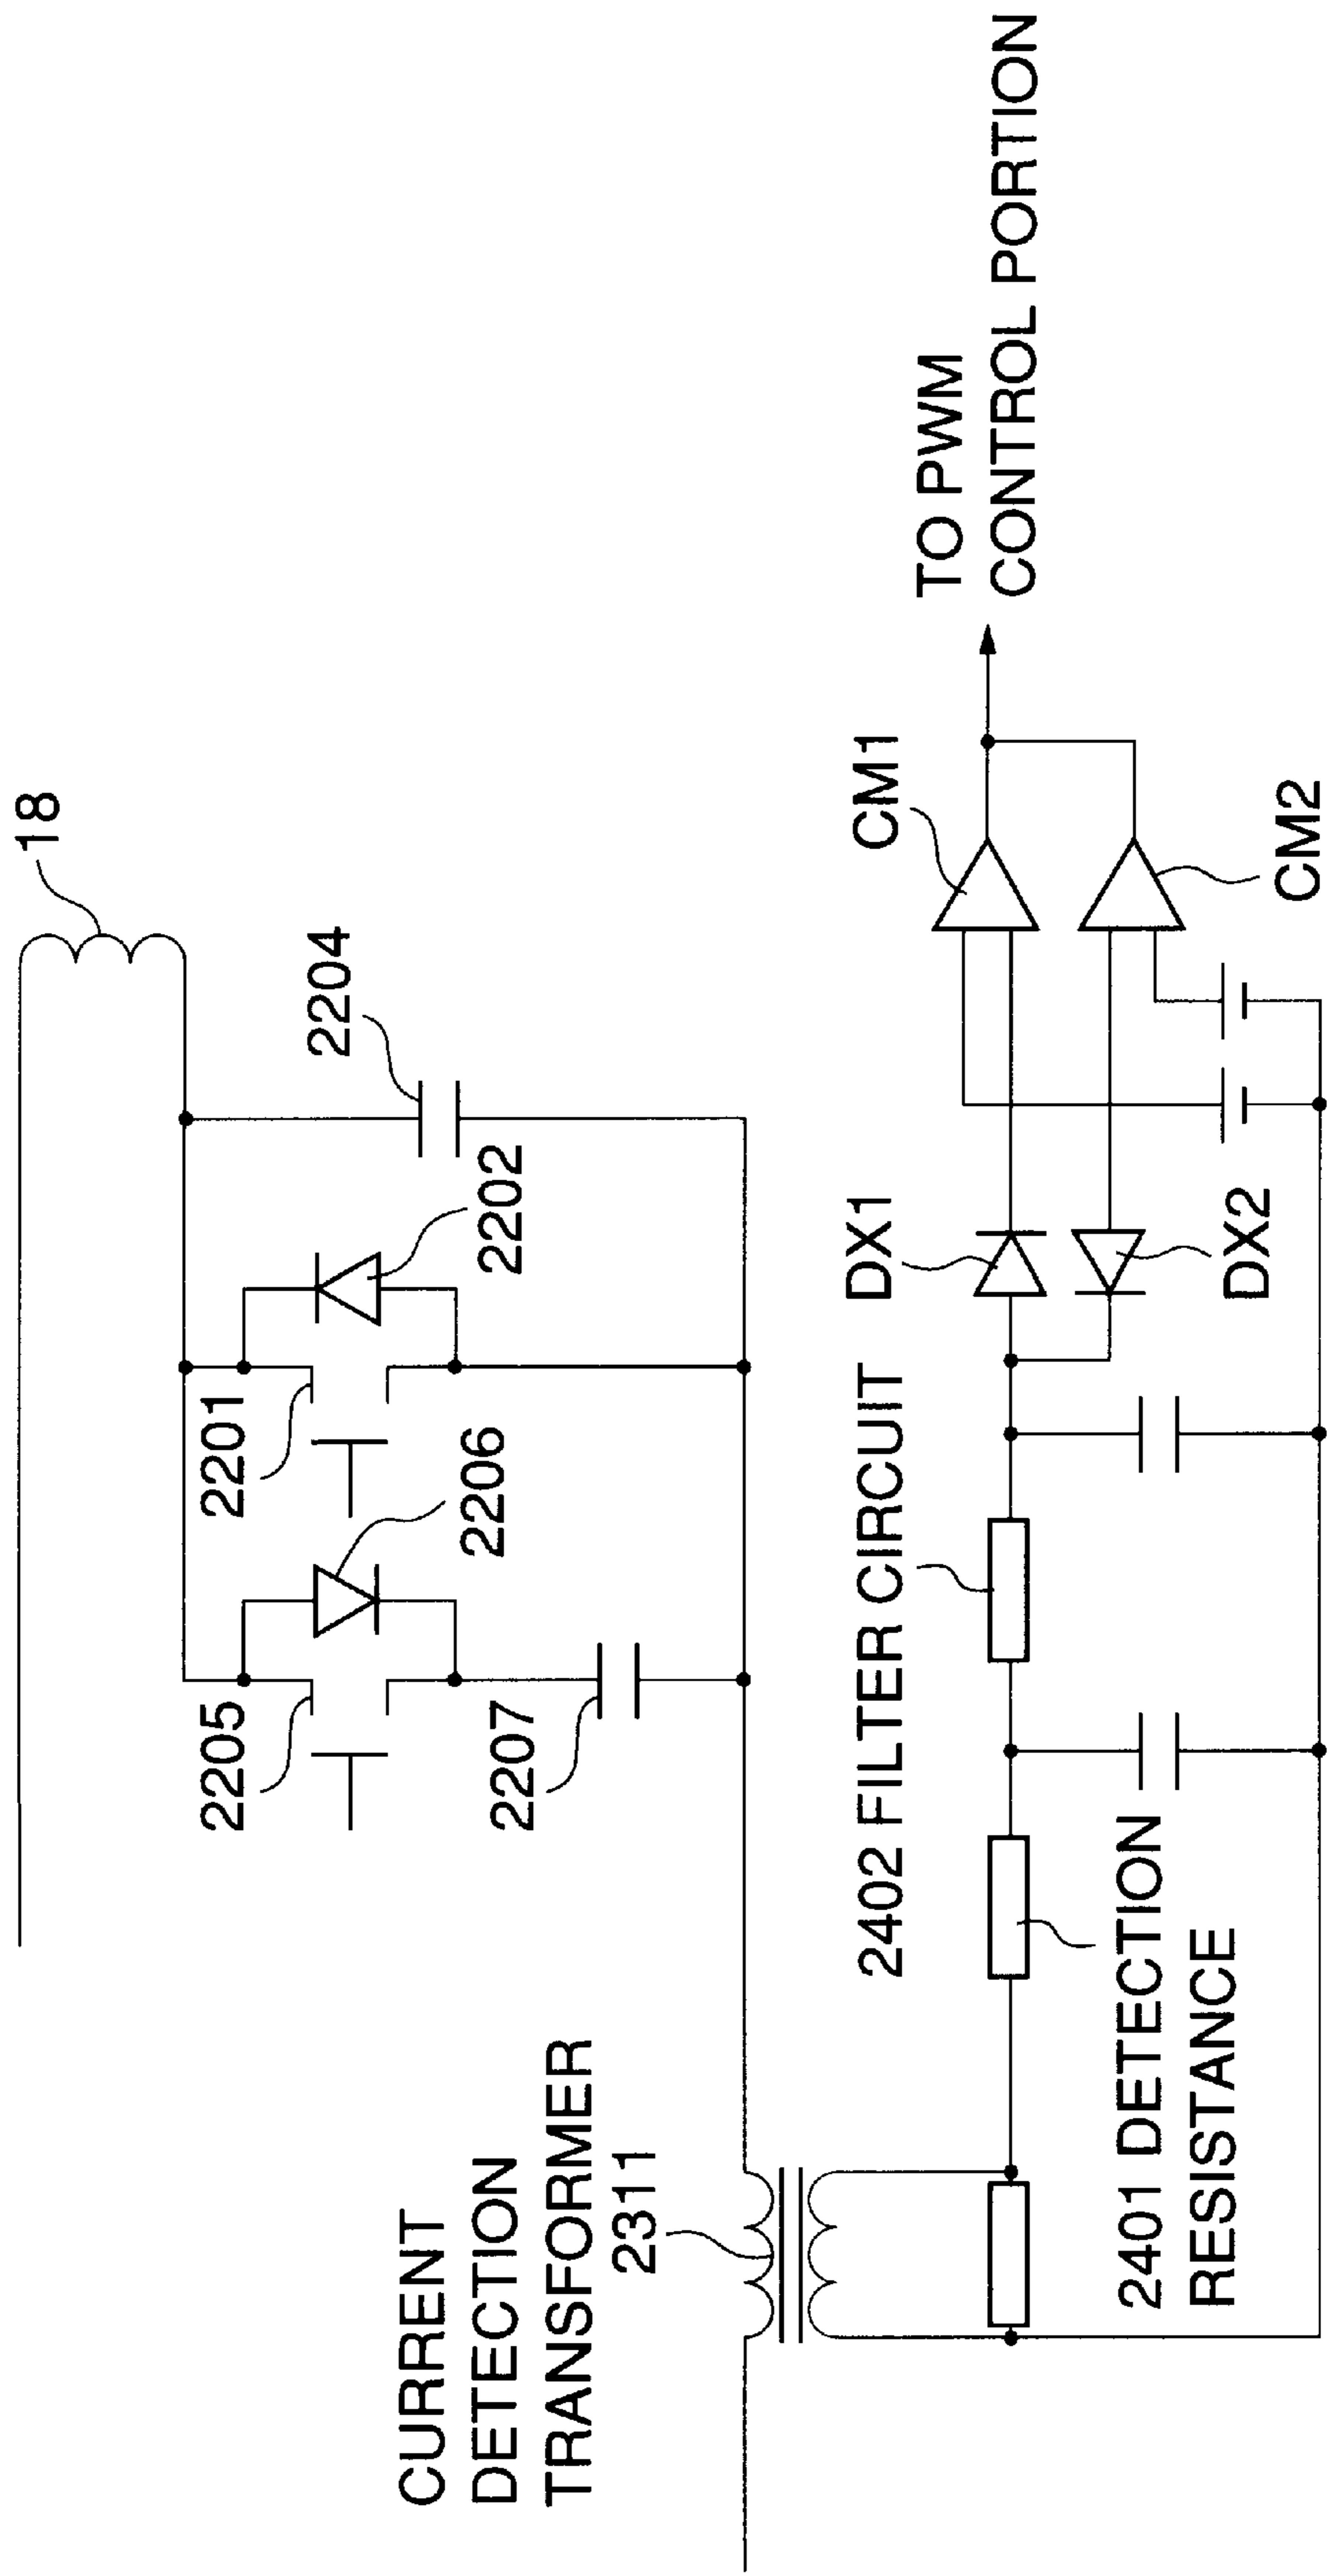 18
2204
2202
2201
2206
2205
2207
CURRENT
DETECTION
TRANSFORMER
2311
TO PWM
CONTROL PORTION
CM1
CM2
DX1
DX2
2402 FILTER CIRCUIT
2401 DETECTION
RESISTANCE